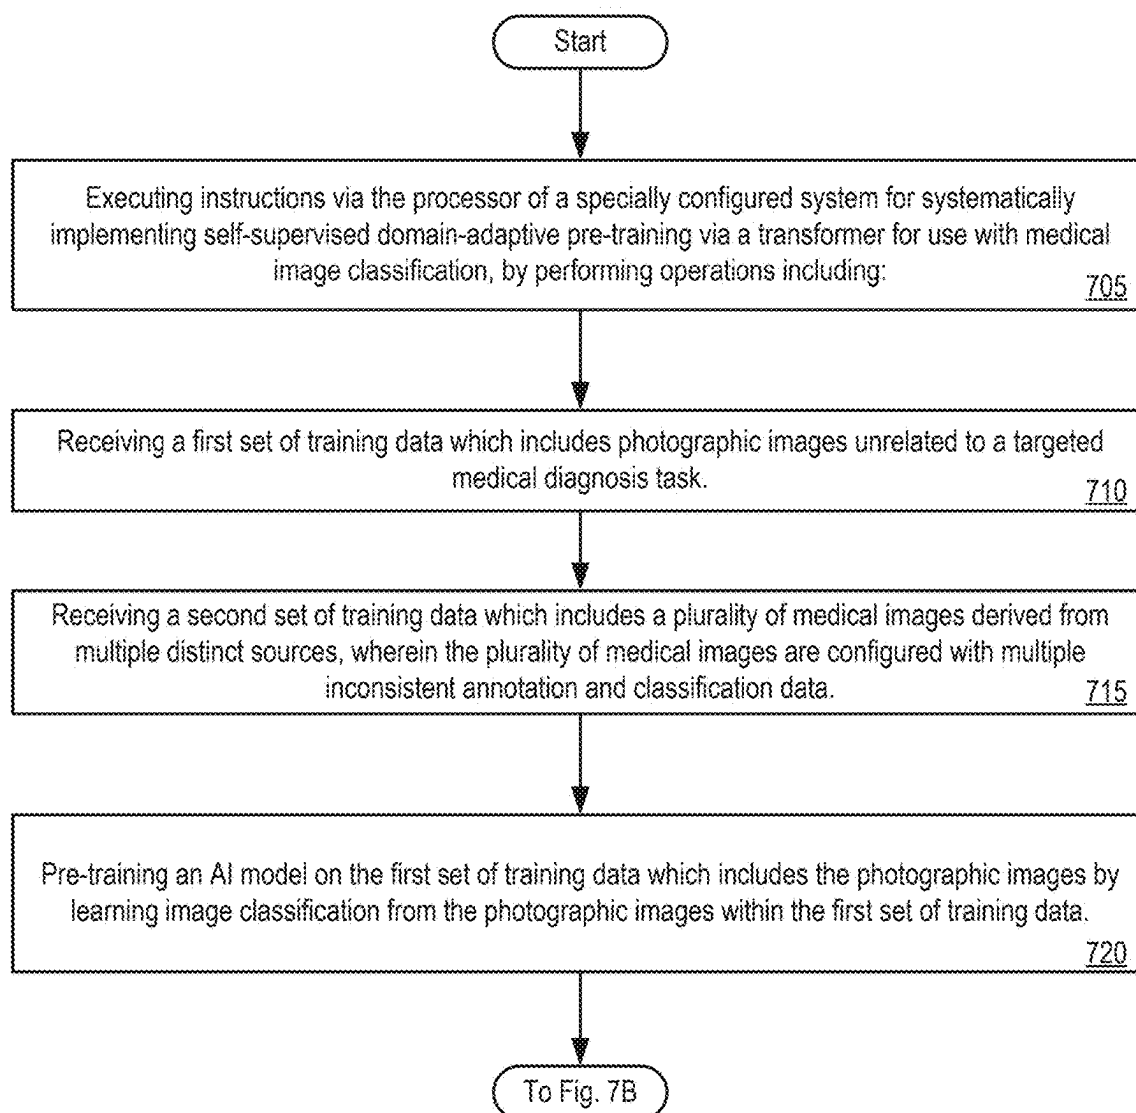 Start
Executing instructions via the processor of a specially configured system for systematically
implementing self-supervised domain-adaptive pre-training via a transformer for use with medical
image classification, by performing operations including:
705
Receiving a first set of training data which includes photographic images unrelated to a targeted
medical diagnosis task.
710
Receiving a second set of training data which includes a plurality of medical images derived from
multiple distinct sources, wherein the plurality of medical images are configured with multiple
inconsistent annotation and classification data.
715
Pre-training an AI model on the first set of training data which includes the photographic images by
learning image classification from the photographic images within the first set of training data.
720
To Fig. 7B